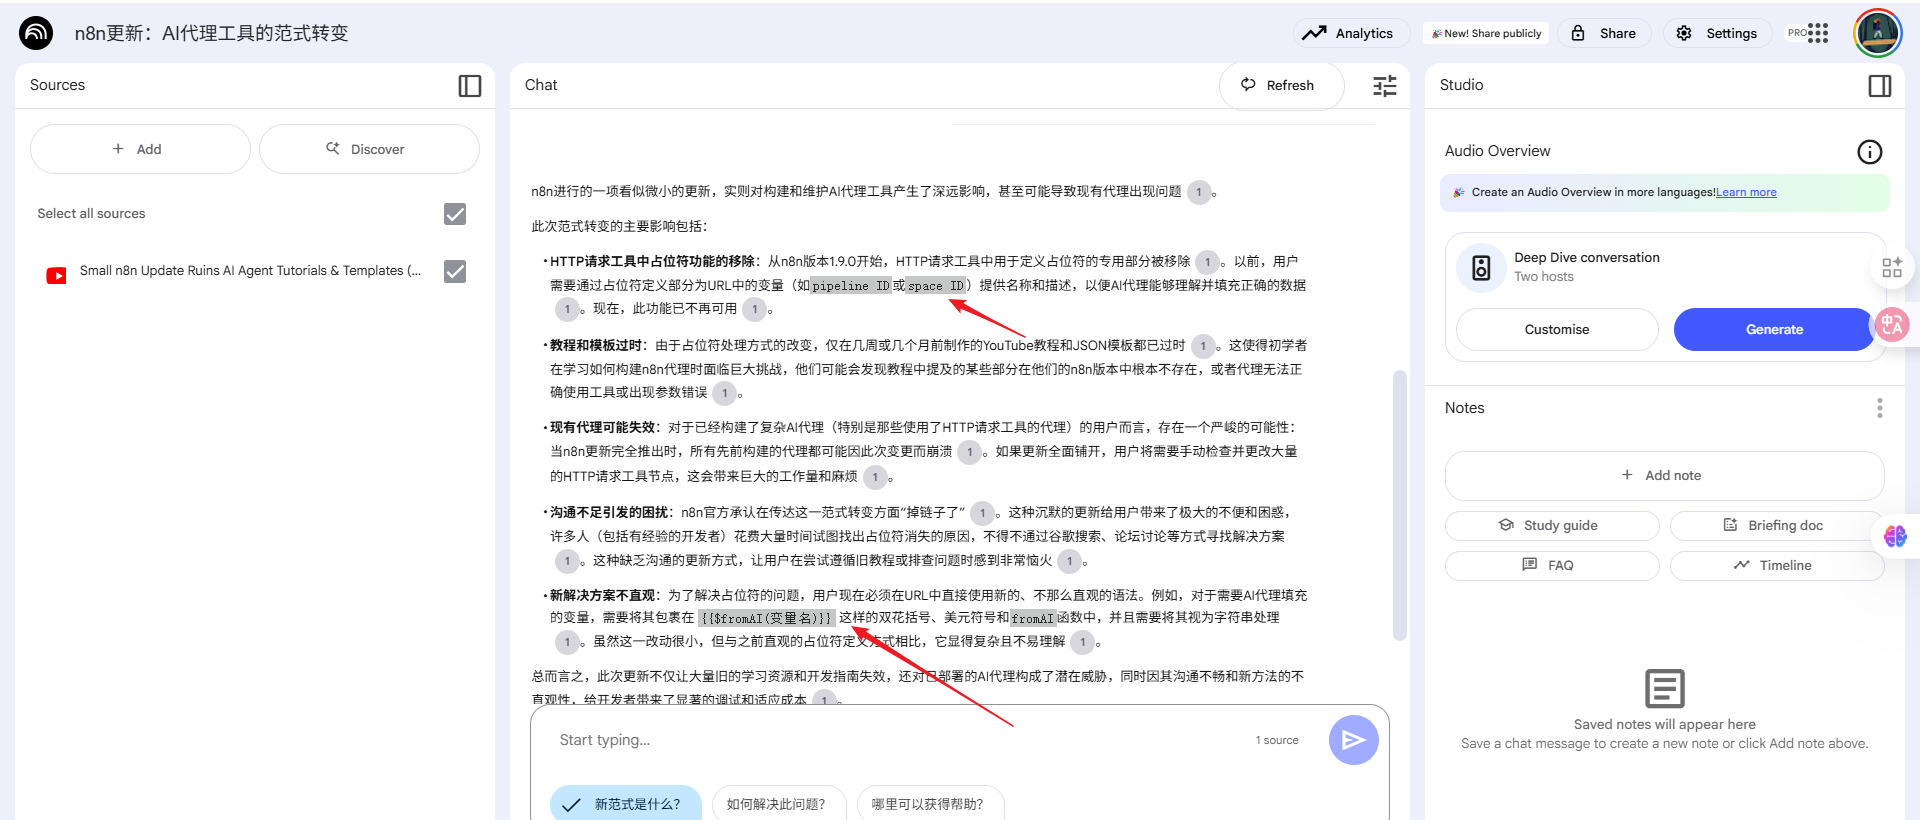 n8n更新：AI代理工具的范式转变
Analytics
New! Share publicly
Share
Settings
PRO
Sources
Add
Discover
Select all sources
Small n8n Update Ruins AI Agent Tutorials & Templates (...
Chat
Refresh
n8n进行的一项看似微小的更新，实则对构建和维护AI代理工具产生了深远影响，甚至可能导致现有代理出现问题 1 。
此次范式转变的主要影响包括：
• HTTP请求工具中占位符功能的移除：从n8n版本1.9.0开始，HTTP请求工具中用于定义占位符的专用部分被移除 1 。以前，用户
需要通过占位符定义部分为URL中的变量（如pipeline ID或space ID）提供名称和描述，以便AI代理能够理解并填充正确的数据
1 。现在，此功能已不再可用 1 。
• 教程和模板过时：由于占位符处理方式的改变，仅在几周或几个月前制作的YouTube教程和JSON模板都已过时 1 。这使得初学者
在学习如何构建n8n代理时面临巨大挑战，他们可能会发现教程中提及的某些部分在他们的n8n版本中根本不存在，或者代理无法正
确使用工具或出现参数错误 1 。
• 现有代理可能失效：对于已经构建了复杂AI代理（特别是那些使用了HTTP请求工具的代理）的用户而言，存在一个严峻的可能性：
当n8n更新完全推出时，所有先前构建的代理都可能因此次变更而崩溃 1 。如果更新全面铺开，用户将需要手动检查并更改大量
的HTTP请求工具节点，这会带来巨大的工作量和麻烦 1 。
• 沟通不足引发的困扰：n8n官方承认在传达这一范式转变方面“掉链子了” 1 。这种沉默的更新给用户带来了极大的不便和困惑，
许多人（包括有经验的开发者）花费大量时间试图找出占位符消失的原因，不得不通过谷歌搜索、论坛讨论等方式寻找解决方案
1 。这种缺乏沟通的更新方式，让用户在尝试遵循旧教程或排查问题时感到非常恼火 1 。
• 新解决方案不直观：为了解决占位符的问题，用户现在必须在URL中直接使用新的、不那么直观的语法。例如，对于需要AI代理填充
的变量，需要将其包裹在 {{$fromAI(变量名)}} 这样的双花括号、美元符号和fromAI函数中，并且需要将其视为字符串处理
1 。虽然这一改动很小，但与之前直观的占位符定义方式相比，它显得复杂且不易理解 1 。
总而言之，此次更新不仅让大量旧的学习资源和开发指南失效，还对已部署的AI代理构成了潜在威胁，同时因其沟通不畅和新方法的不
直观性，给开发者带来了显著的调试和适应成本 1 。
Start typing...
1 source
新范式是什么？
如何解决此问题？
哪里可以获得帮助？
Studio
Audio Overview
Create an Audio Overview in more languages! Learn more
Deep Dive conversation
Two hosts
Customise
Generate
中A
Notes
Add note
Study guide
Briefing doc
FAQ
Timeline
Saved notes will appear here
Save a chat message to create a new note or click Add note above.